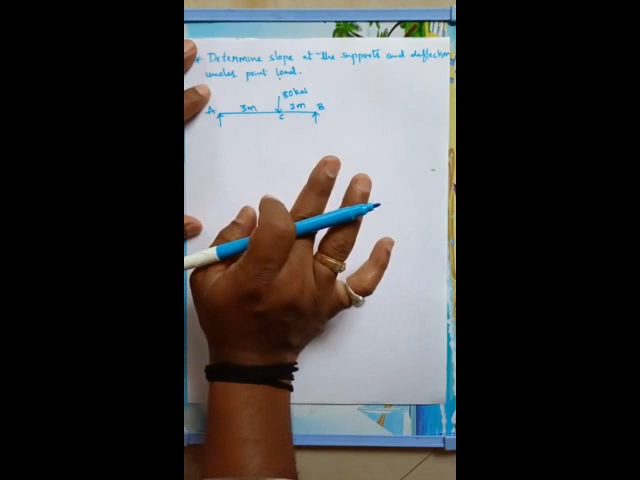 * Determine slope at the supports and deflection
under point load.
80kN
A 3m 2m B
C